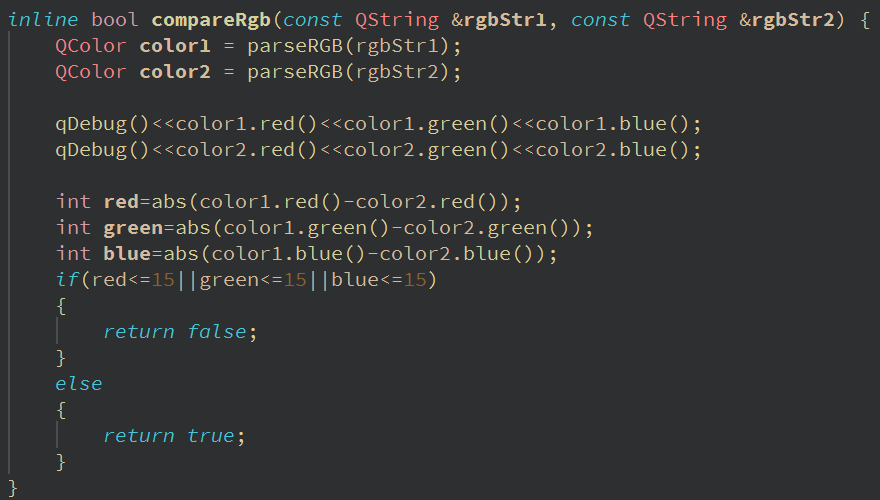 inline bool compareRgb(const QString &rgbStr1, const QString &rgbStr2) {
    QColor color1 = parseRGB(rgbStr1);
    QColor color2 = parseRGB(rgbStr2);

    qDebug()<<color1.red()<<color1.green()<<color1.blue();
    qDebug()<<color2.red()<<color2.green()<<color2.blue();

    int red=abs(color1.red()-color2.red());
    int green=abs(color1.green()-color2.green());
    int blue=abs(color1.blue()-color2.blue());
    if(red<=15||green<=15||blue<=15)
    {
        return false;
    }
    else
    {
        return true;
    }
}